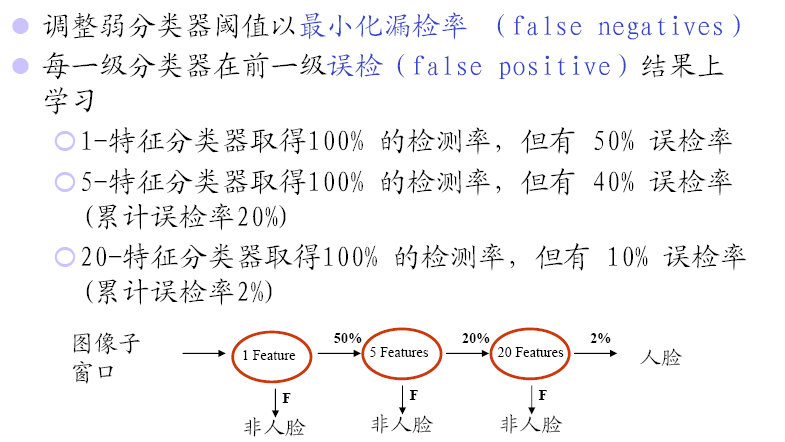 调整弱分类器阈值以最小化漏检率 (false negatives)
每一级分类器在前一级误检(false positive)结果上
学习
1-特征分类器取得100% 的检测率，但有 50% 误检率
5-特征分类器取得100% 的检测率，但有 40% 误检率
(累计误检率20%)
20-特征分类器取得100% 的检测率，但有 10% 误检率
(累计误检率2%)
图像子
窗口
1 Feature
50%
5 Features
20%
20 Features
2%
人脸
F
F
F
非人脸
非人脸
非人脸